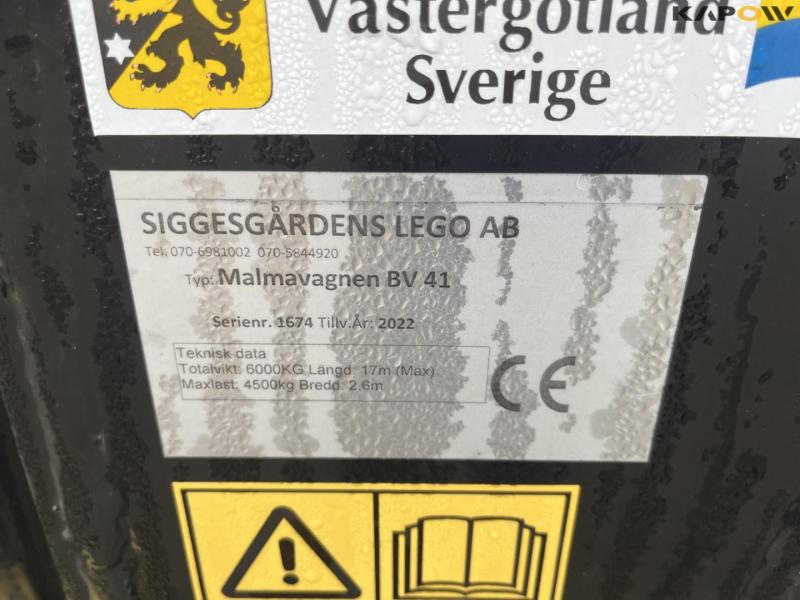 KAPOW
Västergötland
Sverige
SIGGESGÅRDENS LEGO AB
Tel. 070-6981002 070-5844920
Typ: Malmavagnen BV 41
Serienr. 1674 Tillv.År: 2022
Teknisk data
Totalvikt: 6000KG Längd: 17m (Max)
Maxlast: 4500kg Bredd: 2.6m
CE